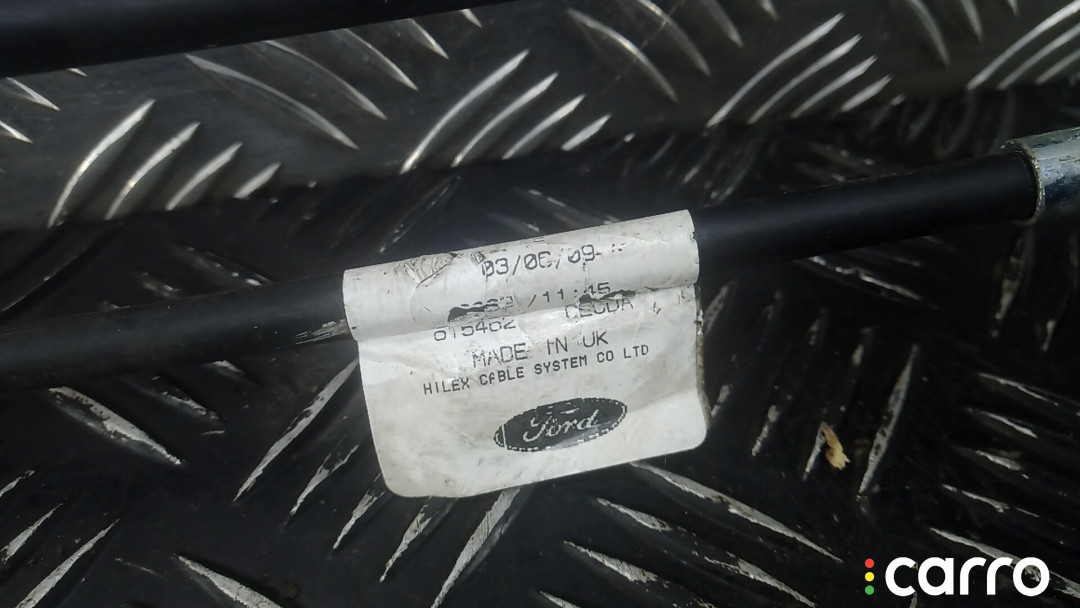 03/06/09
/11:45
615462
MADE IN UK
HILEX CABLE SYSTEM CO LTD
Ford
carro